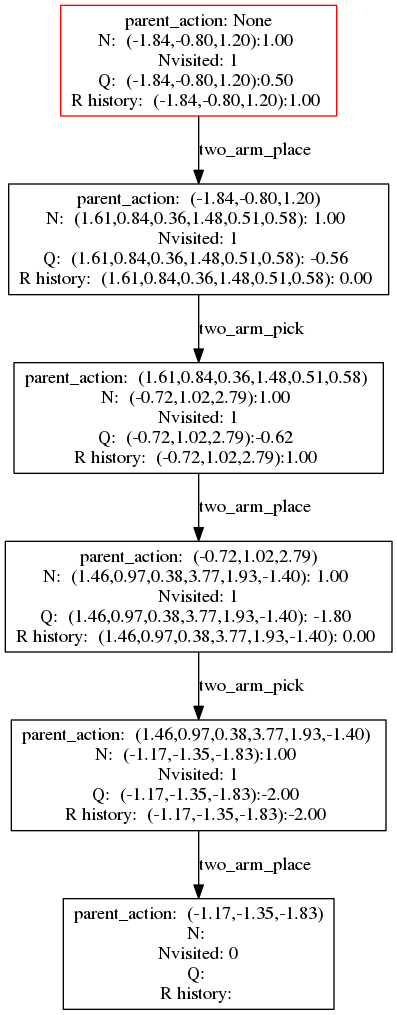 parent_action: None
N:  (-1.84,-0.80,1.20):1.00
Nvisited: 1
Q:  (-1.84,-0.80,1.20):0.50
R history:  (-1.84,-0.80,1.20):1.00
two_arm_place
parent_action:  (-1.84,-0.80,1.20)
N:  (1.61,0.84,0.36,1.48,0.51,0.58): 1.00
Nvisited: 1
Q:  (1.61,0.84,0.36,1.48,0.51,0.58): -0.56
R history:  (1.61,0.84,0.36,1.48,0.51,0.58): 0.00
two_arm_pick
parent_action:  (1.61,0.84,0.36,1.48,0.51,0.58)
N:  (-0.72,1.02,2.79):1.00
Nvisited: 1
Q:  (-0.72,1.02,2.79):-0.62
R history:  (-0.72,1.02,2.79):1.00
two_arm_place
parent_action:  (-0.72,1.02,2.79)
N:  (1.46,0.97,0.38,3.77,1.93,-1.40): 1.00
Nvisited: 1
Q:  (1.46,0.97,0.38,3.77,1.93,-1.40): -1.80
R history:  (1.46,0.97,0.38,3.77,1.93,-1.40): 0.00
two_arm_pick
parent_action:  (1.46,0.97,0.38,3.77,1.93,-1.40)
N:  (-1.17,-1.35,-1.83):1.00
Nvisited: 1
Q:  (-1.17,-1.35,-1.83):-2.00
R history:  (-1.17,-1.35,-1.83):-2.00
two_arm_place
parent_action:  (-1.17,-1.35,-1.83)
N:
Nvisited: 0
Q:
R history: